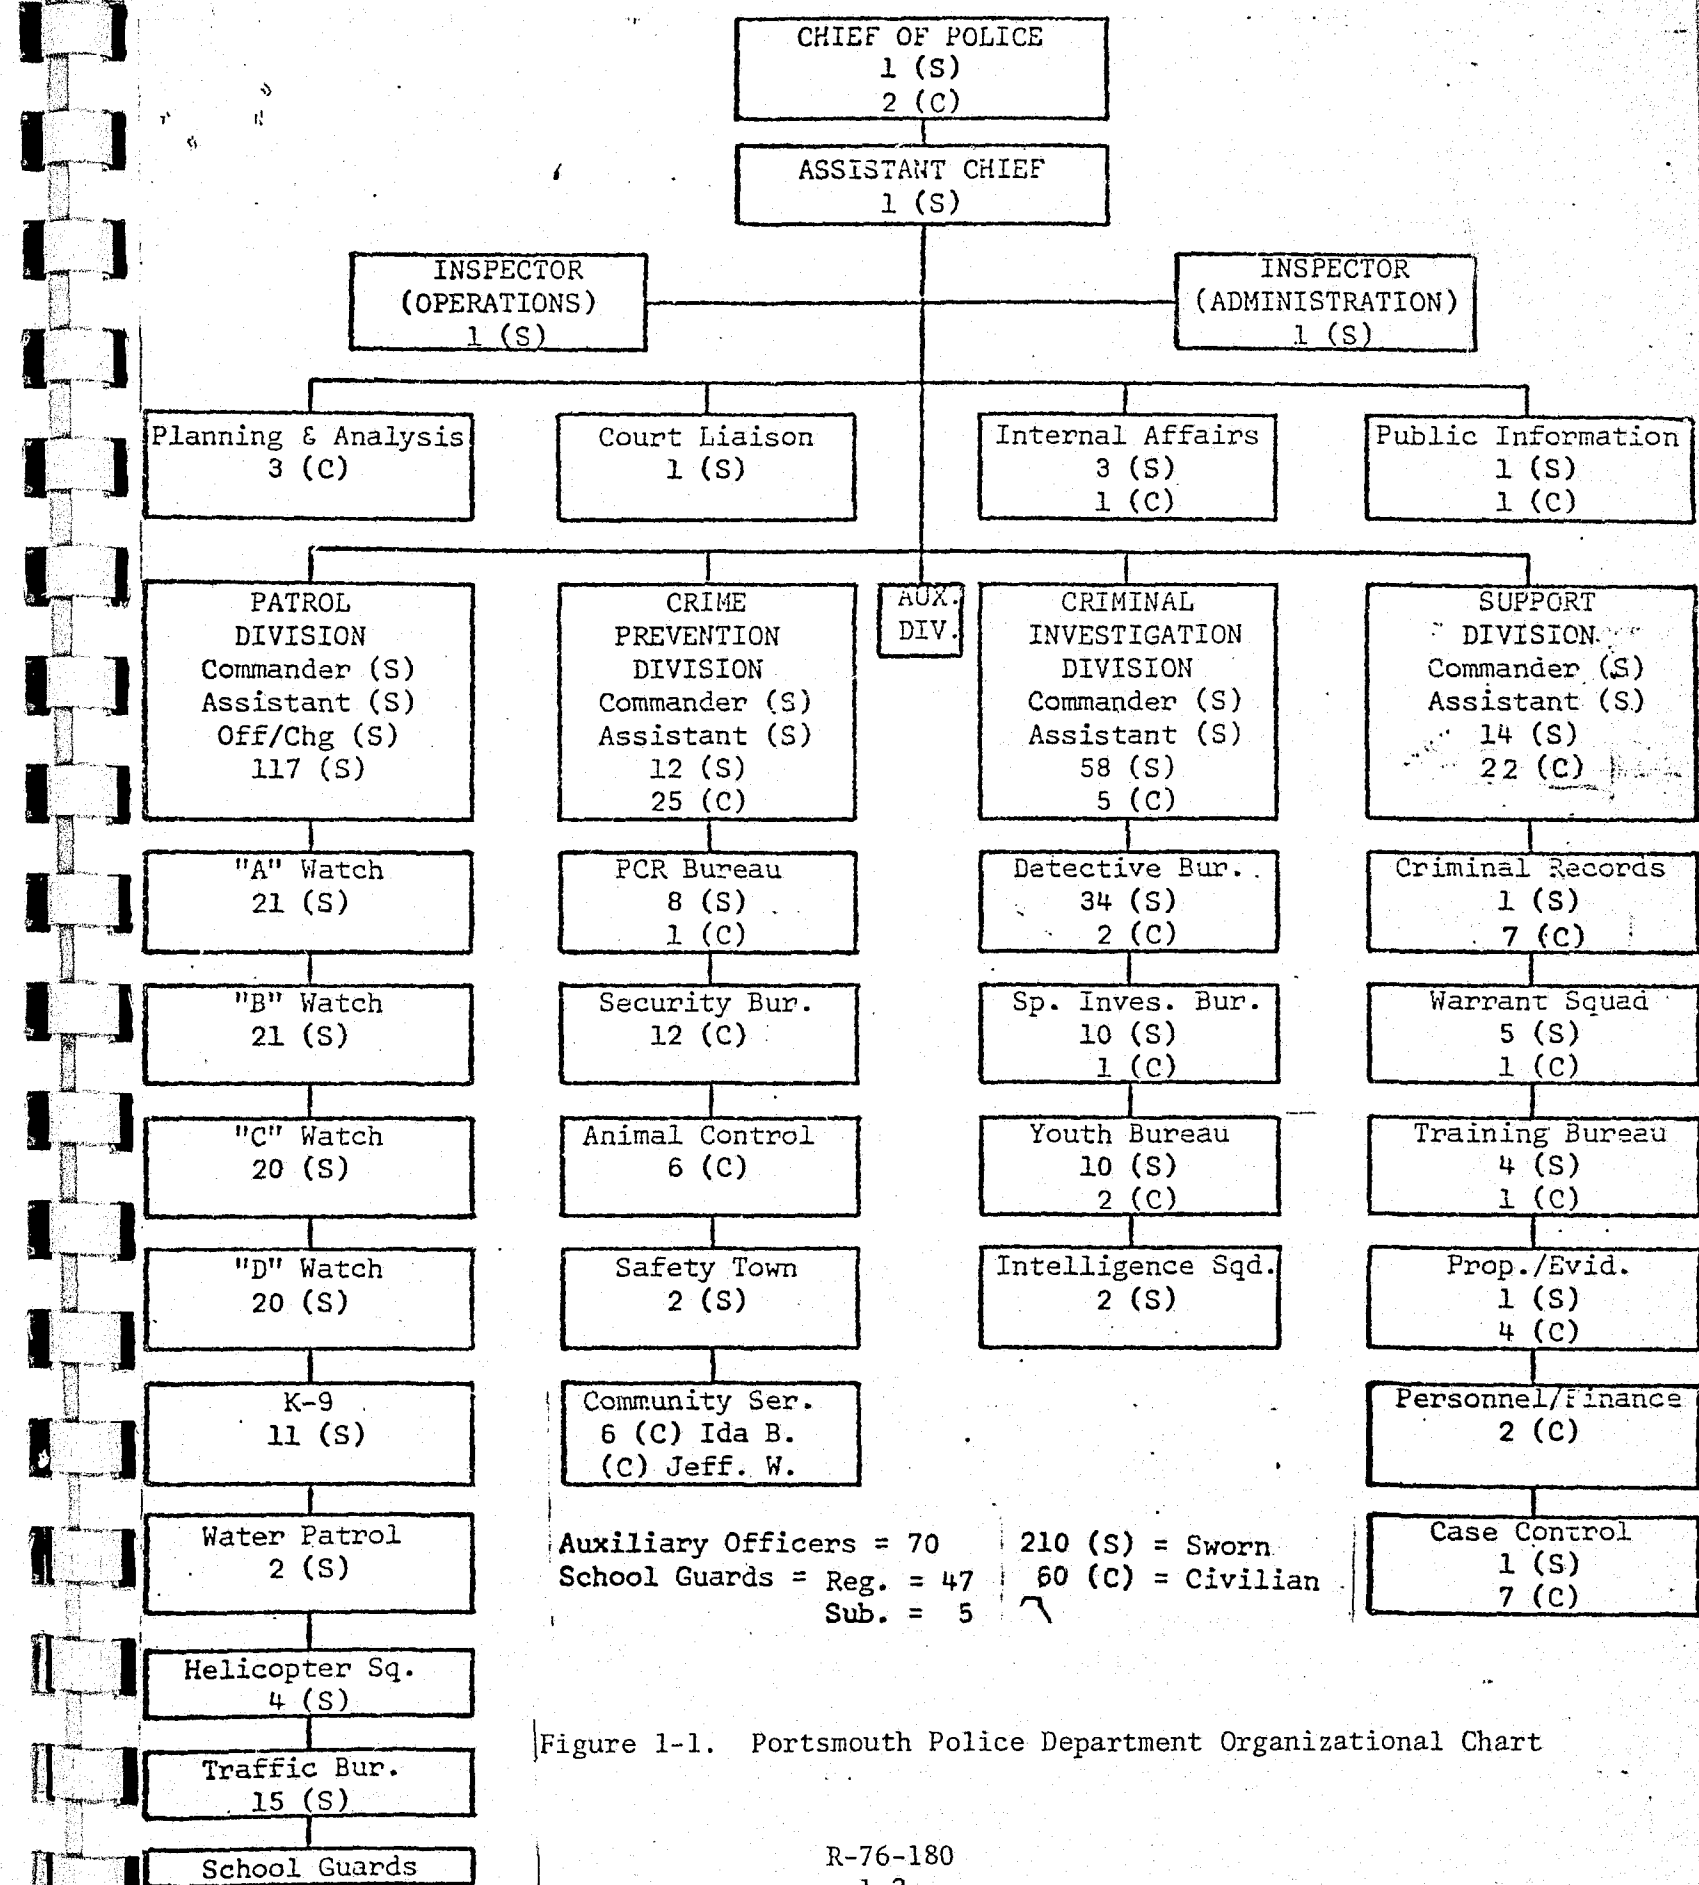 CHIEF OF POLICE
1 (S)
2 (C)
ASSISTANT CHIEF
1 (S)
INSPECTOR
(OPERATIONS)
1 (S)
INSPECTOR
(ADMINISTRATION)
1 (S)
Planning & Analysis
3 (C)
Court Liaison
1 (S)
Internal Affairs
3 (S)
1 (C)
Public Information
1 (S)
1 (C)
PATROL
DIVISION
Commander (S)
Assistant (S)
Off/Chg (S)
117 (S)
CRIME
PREVENTION
DIVISION
Commander (S)
Assistant (S)
12 (S)
25 (C)
AUX.
DIV.
CRIMINAL
INVESTIGATION
DIVISION
Commander (S)
Assistant (S)
58 (S)
5 (C)
SUPPORT
DIVISION
Commander (S)
Assistant (S)
14 (S)
22 (C)
"A" Watch
21 (S)
"B" Watch
21 (S)
"C" Watch
20 (S)
"D" Watch
20 (S)
K-9
11 (S)
Water Patrol
2 (S)
Helicopter Sq.
4 (S)
Traffic Bur.
15 (S)
School Guards
PCR Bureau
8 (S)
1 (C)
Security Bur.
12 (C)
Animal Control
6 (C)
Safety Town
2 (S)
Community Ser.
6 (C) Ida B.
(C) Jeff. W.
Detective Bur.
34 (S)
2 (C)
Sp. Inves. Bur.
10 (S)
1 (C)
Youth Bureau
10 (S)
2 (C)
Intelligence Sqd.
2 (S)
Criminal Records
1 (S)
7 (C)
Warrant Squad
5 (S)
1 (C)
Training Bureau
4 (S)
1 (C)
Prop./Evid.
1 (S)
4 (C)
Personnel/Finance
2 (C)
Case Control
1 (S)
7 (C)
Auxiliary Officers = 70
School Guards = Reg. = 47
Sub. = 5
210 (S) = Sworn
60 (C) = Civilian
Figure 1-1. Portsmouth Police Department Organizational Chart
R-76-180